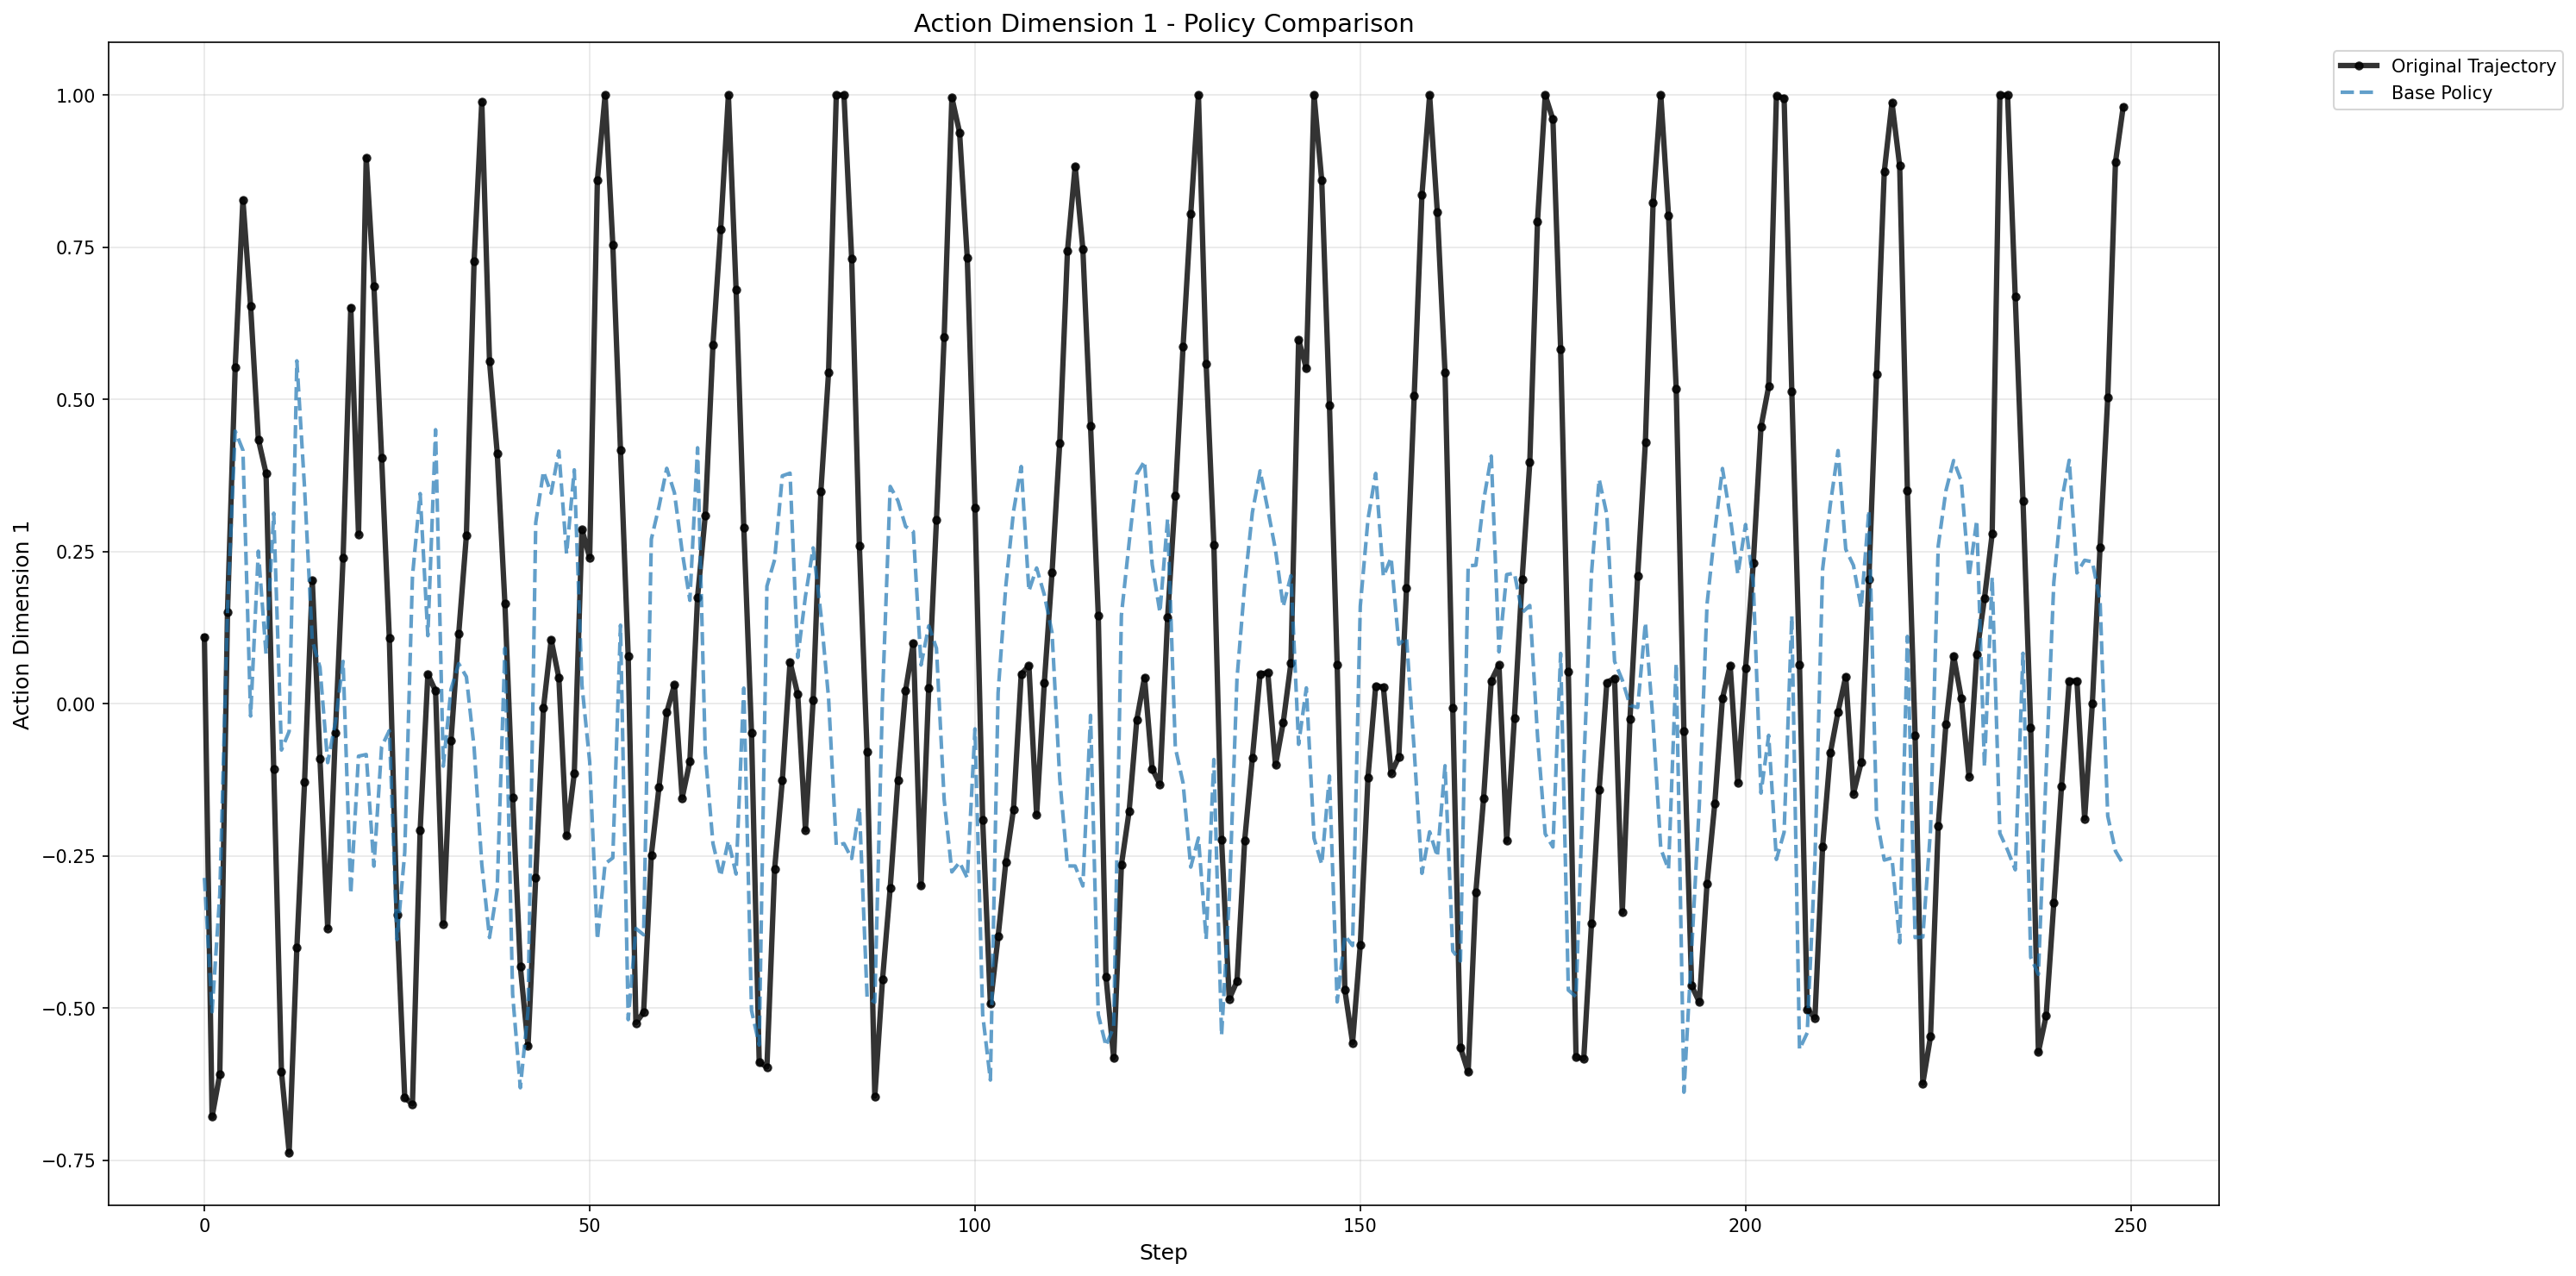 Action Dimension 1 - Policy Comparison
Original Trajectory
Base Policy
Action Dimension 1
1.00
0.75
0.50
0.25
0.00
−0.25
−0.50
−0.75
0 50 100 150 200 250
Step